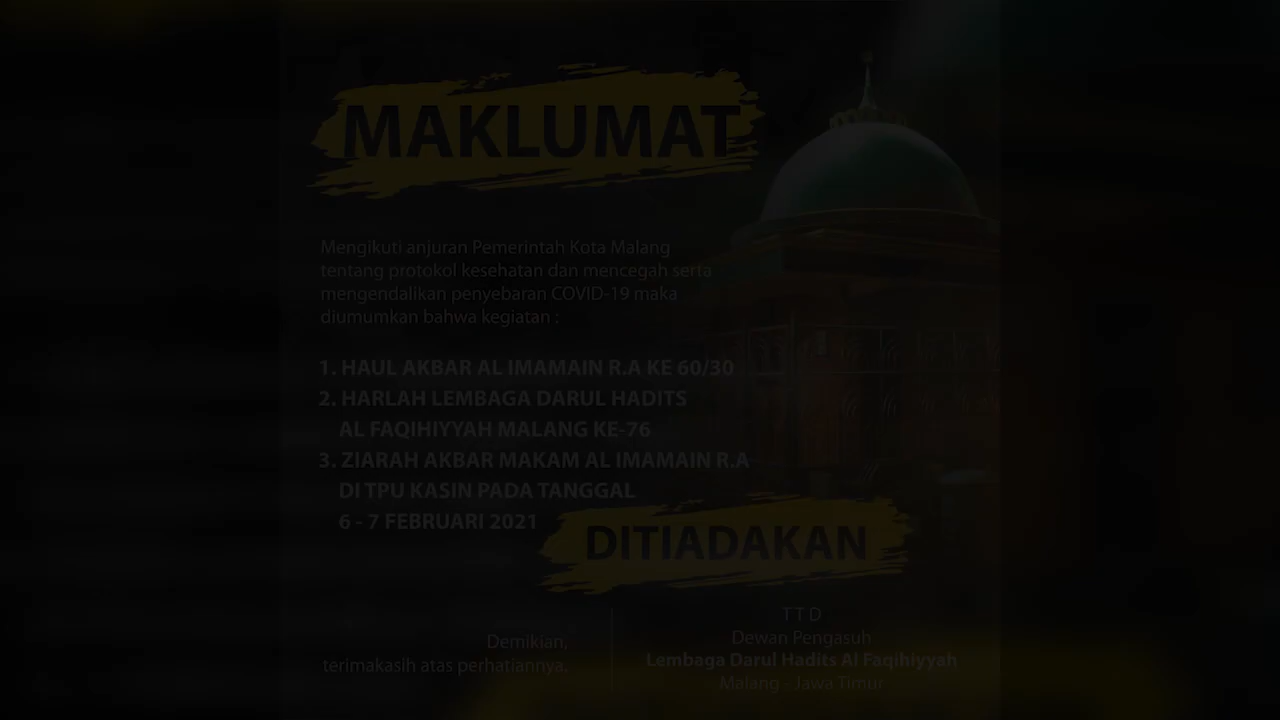 MAKLUMAT
Mengikuti anjuran Pemerintah Kota Malang
tentang protokol kesehatan dan mencegah serta
mengendalikan penyebaran COVID-19 maka
diumumkan bahwa kegiatan :
1. HAUL AKBAR AL IMAMAIN R.A KE 60/30
2. HARLAH LEMBAGA DARUL HADITS
AL FAQIHIYYAH MALANG KE-76
3. ZIARAH AKBAR MAKAM AL IMAMAIN R.A
DI TPU KASIN PADA TANGGAL
6 - 7 FEBRUARI 2021
DITIADAKAN
Demikian,
terimakasih atas perhatiannya.
TTD
Dewan Pengasuh
Lembaga Darul Hadits Al Faqihiyyah
Malang - Jawa Timur